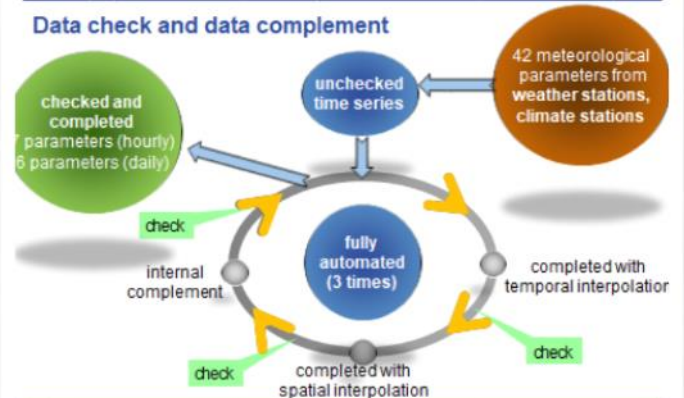 Data check and data complement
42 meteorological
parameters from
weather stations,
climate stations
unchecked
time series
checked and
completed
7 parameters (hourly)
6 parameters (daily)
check
fully
automated
(3 times)
internal
complement
completed with
temporal interpolation
check
check
completed with
spatial interpolation